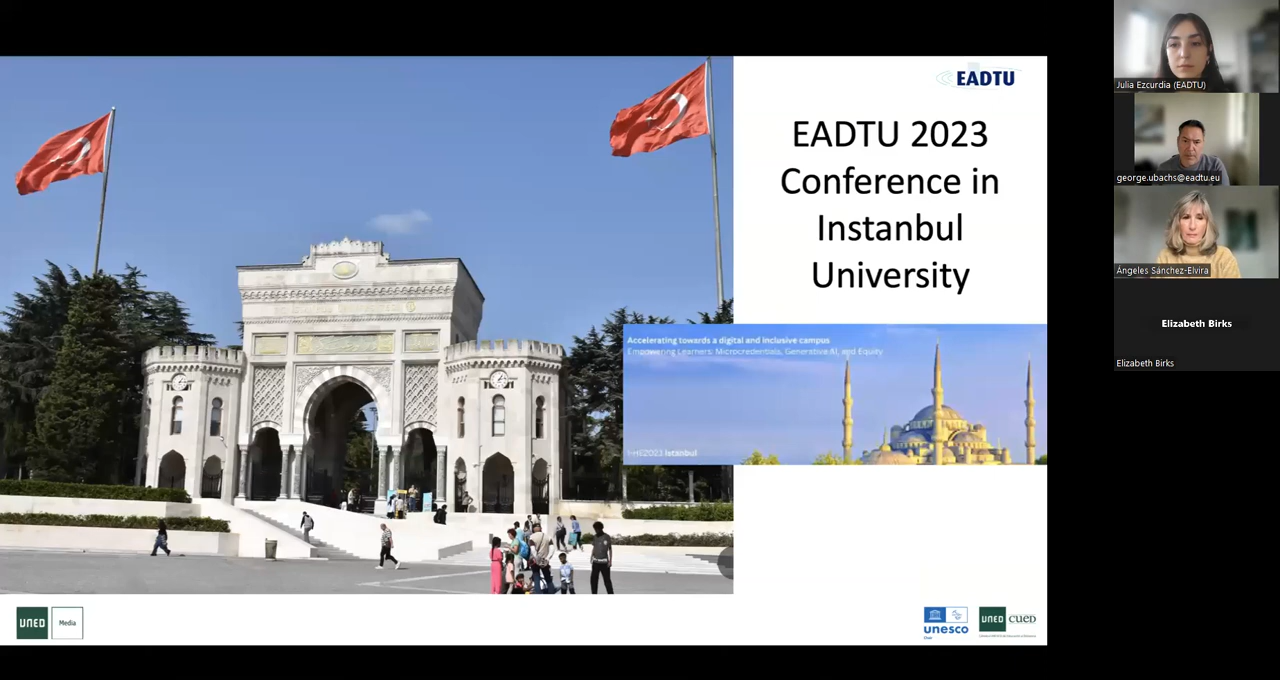 EADTU
EADTU 2023
Conference in
Instanbul
University
Accelerating towards a digital and inclusive campus
Empowering Learners: Microcredentials, Generative AI, and Equity
I-HE2023 Istanbul
UNED
Media
unesco
Chair
UNED
CUED
Julia Ezcurdia (EADTU)
george.ubachs@eadtu.eu
Ángeles Sánchez-Elvira
Elizabeth Birks
Elizabeth Birks